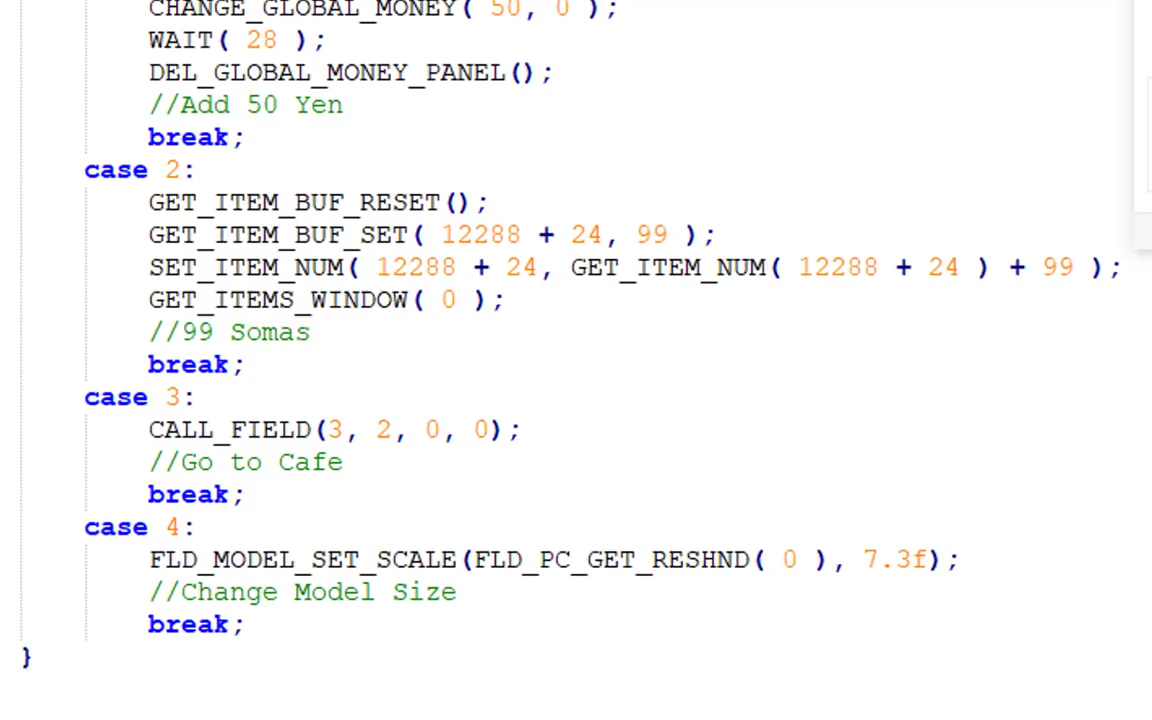 CHANGE_GLOBAL_MONEY( 50, 0 );
WAIT( 28 );
DEL_GLOBAL_MONEY_PANEL();
//Add 50 Yen
break;
case 2:
GET_ITEM_BUF_RESET();
GET_ITEM_BUF_SET( 12288 + 24, 99 );
SET_ITEM_NUM( 12288 + 24, GET_ITEM_NUM( 12288 + 24 ) + 99 );
GET_ITEMS_WINDOW( 0 );
//99 Somas
break;
case 3:
CALL_FIELD(3, 2, 0, 0);
//Go to Cafe
break;
case 4:
FLD_MODEL_SET_SCALE(FLD_PC_GET_RESHND( 0 ), 7.3f);
//Change Model Size
break;
}